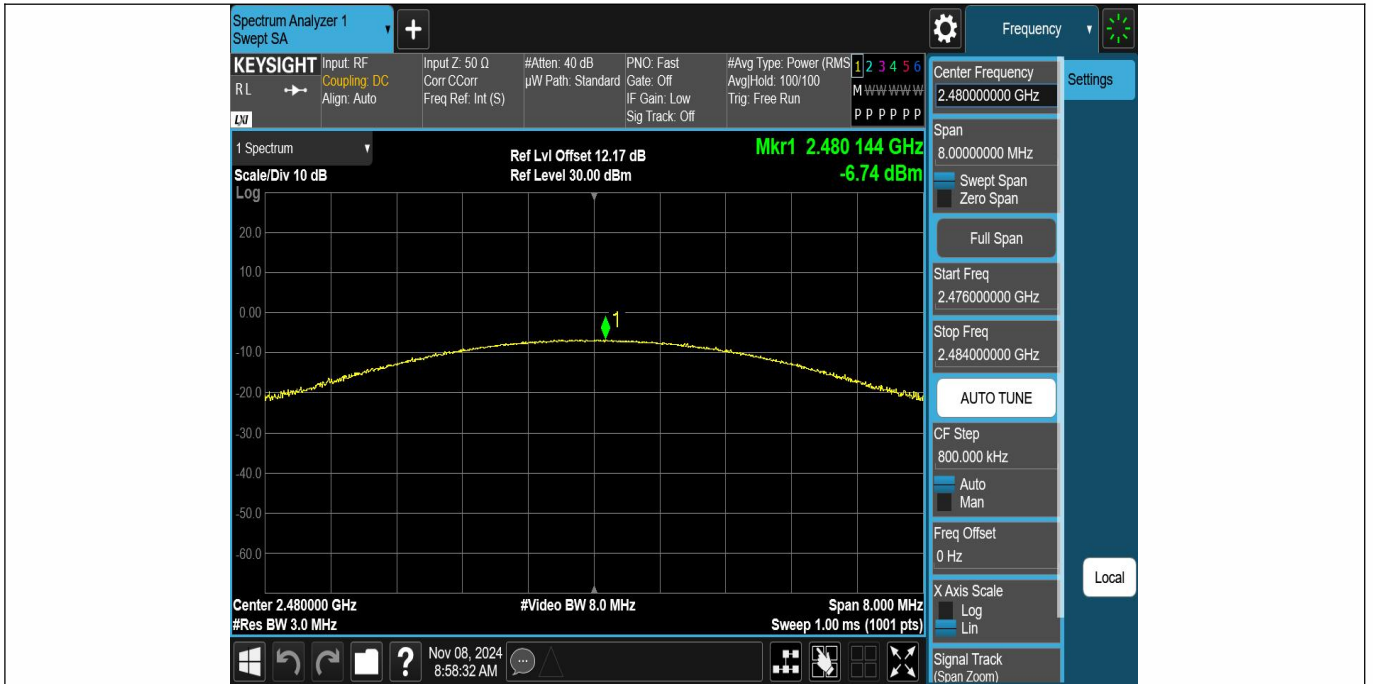 Spectrum Analyzer 1
Swept SA
+
Frequency
KEYSIGHT
RL
LXI
Input: RF
Coupling: DC
Align: Auto
Input Z: 50 Ω
Corr CCorr
Freq Ref: Int (S)
#Atten: 40 dB
µW Path: Standard
PNO: Fast
Gate: Off
IF Gain: Low
Sig Track: Off
#Avg Type: Power (RMS
Avg|Hold: 100/100
Trig: Free Run
1 2 3 4 5 6
M W W W W W
P P P P P P
1 Spectrum
Scale/Div 10 dB
Log
Ref Lvl Offset 12.17 dB
Ref Level 30.00 dBm
Mkr1 2.480 144 GHz
-6.74 dBm
20.0
10.0
0.00
-10.0
-20.0
-30.0
-40.0
-50.0
-60.0
1
Center 2.480000 GHz
#Res BW 3.0 MHz
#Video BW 8.0 MHz
Span 8.000 MHz
Sweep 1.00 ms (1001 pts)
?
Nov 08, 2024
8:58:32 AM
Center Frequency
2.480000000 GHz
Settings
Span
8.00000000 MHz
Swept Span
Zero Span
Full Span
Start Freq
2.476000000 GHz
Stop Freq
2.484000000 GHz
AUTO TUNE
CF Step
800.000 kHz
Auto
Man
Freq Offset
0 Hz
X Axis Scale
Log
Lin
Local
Signal Track
(Span Zoom)